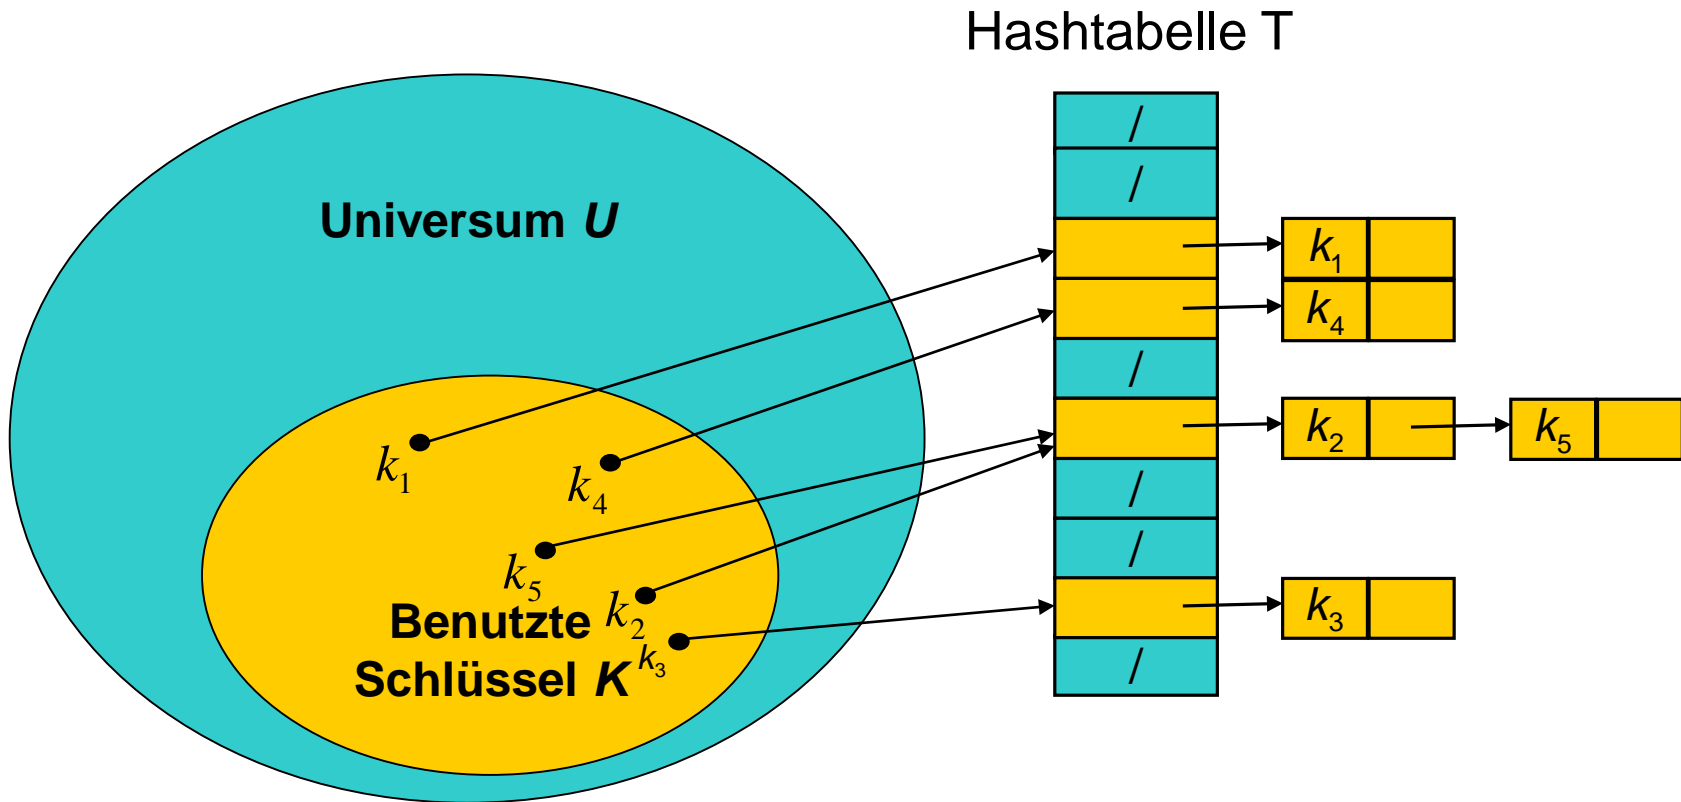 Hashtabelle T
/
/
Universum U
k₁
k₄
/
k₂ k₅
k₁
k₄
/
k₅
/
k₂
Benutzte
k₃
k₃
Schlüssel K
/